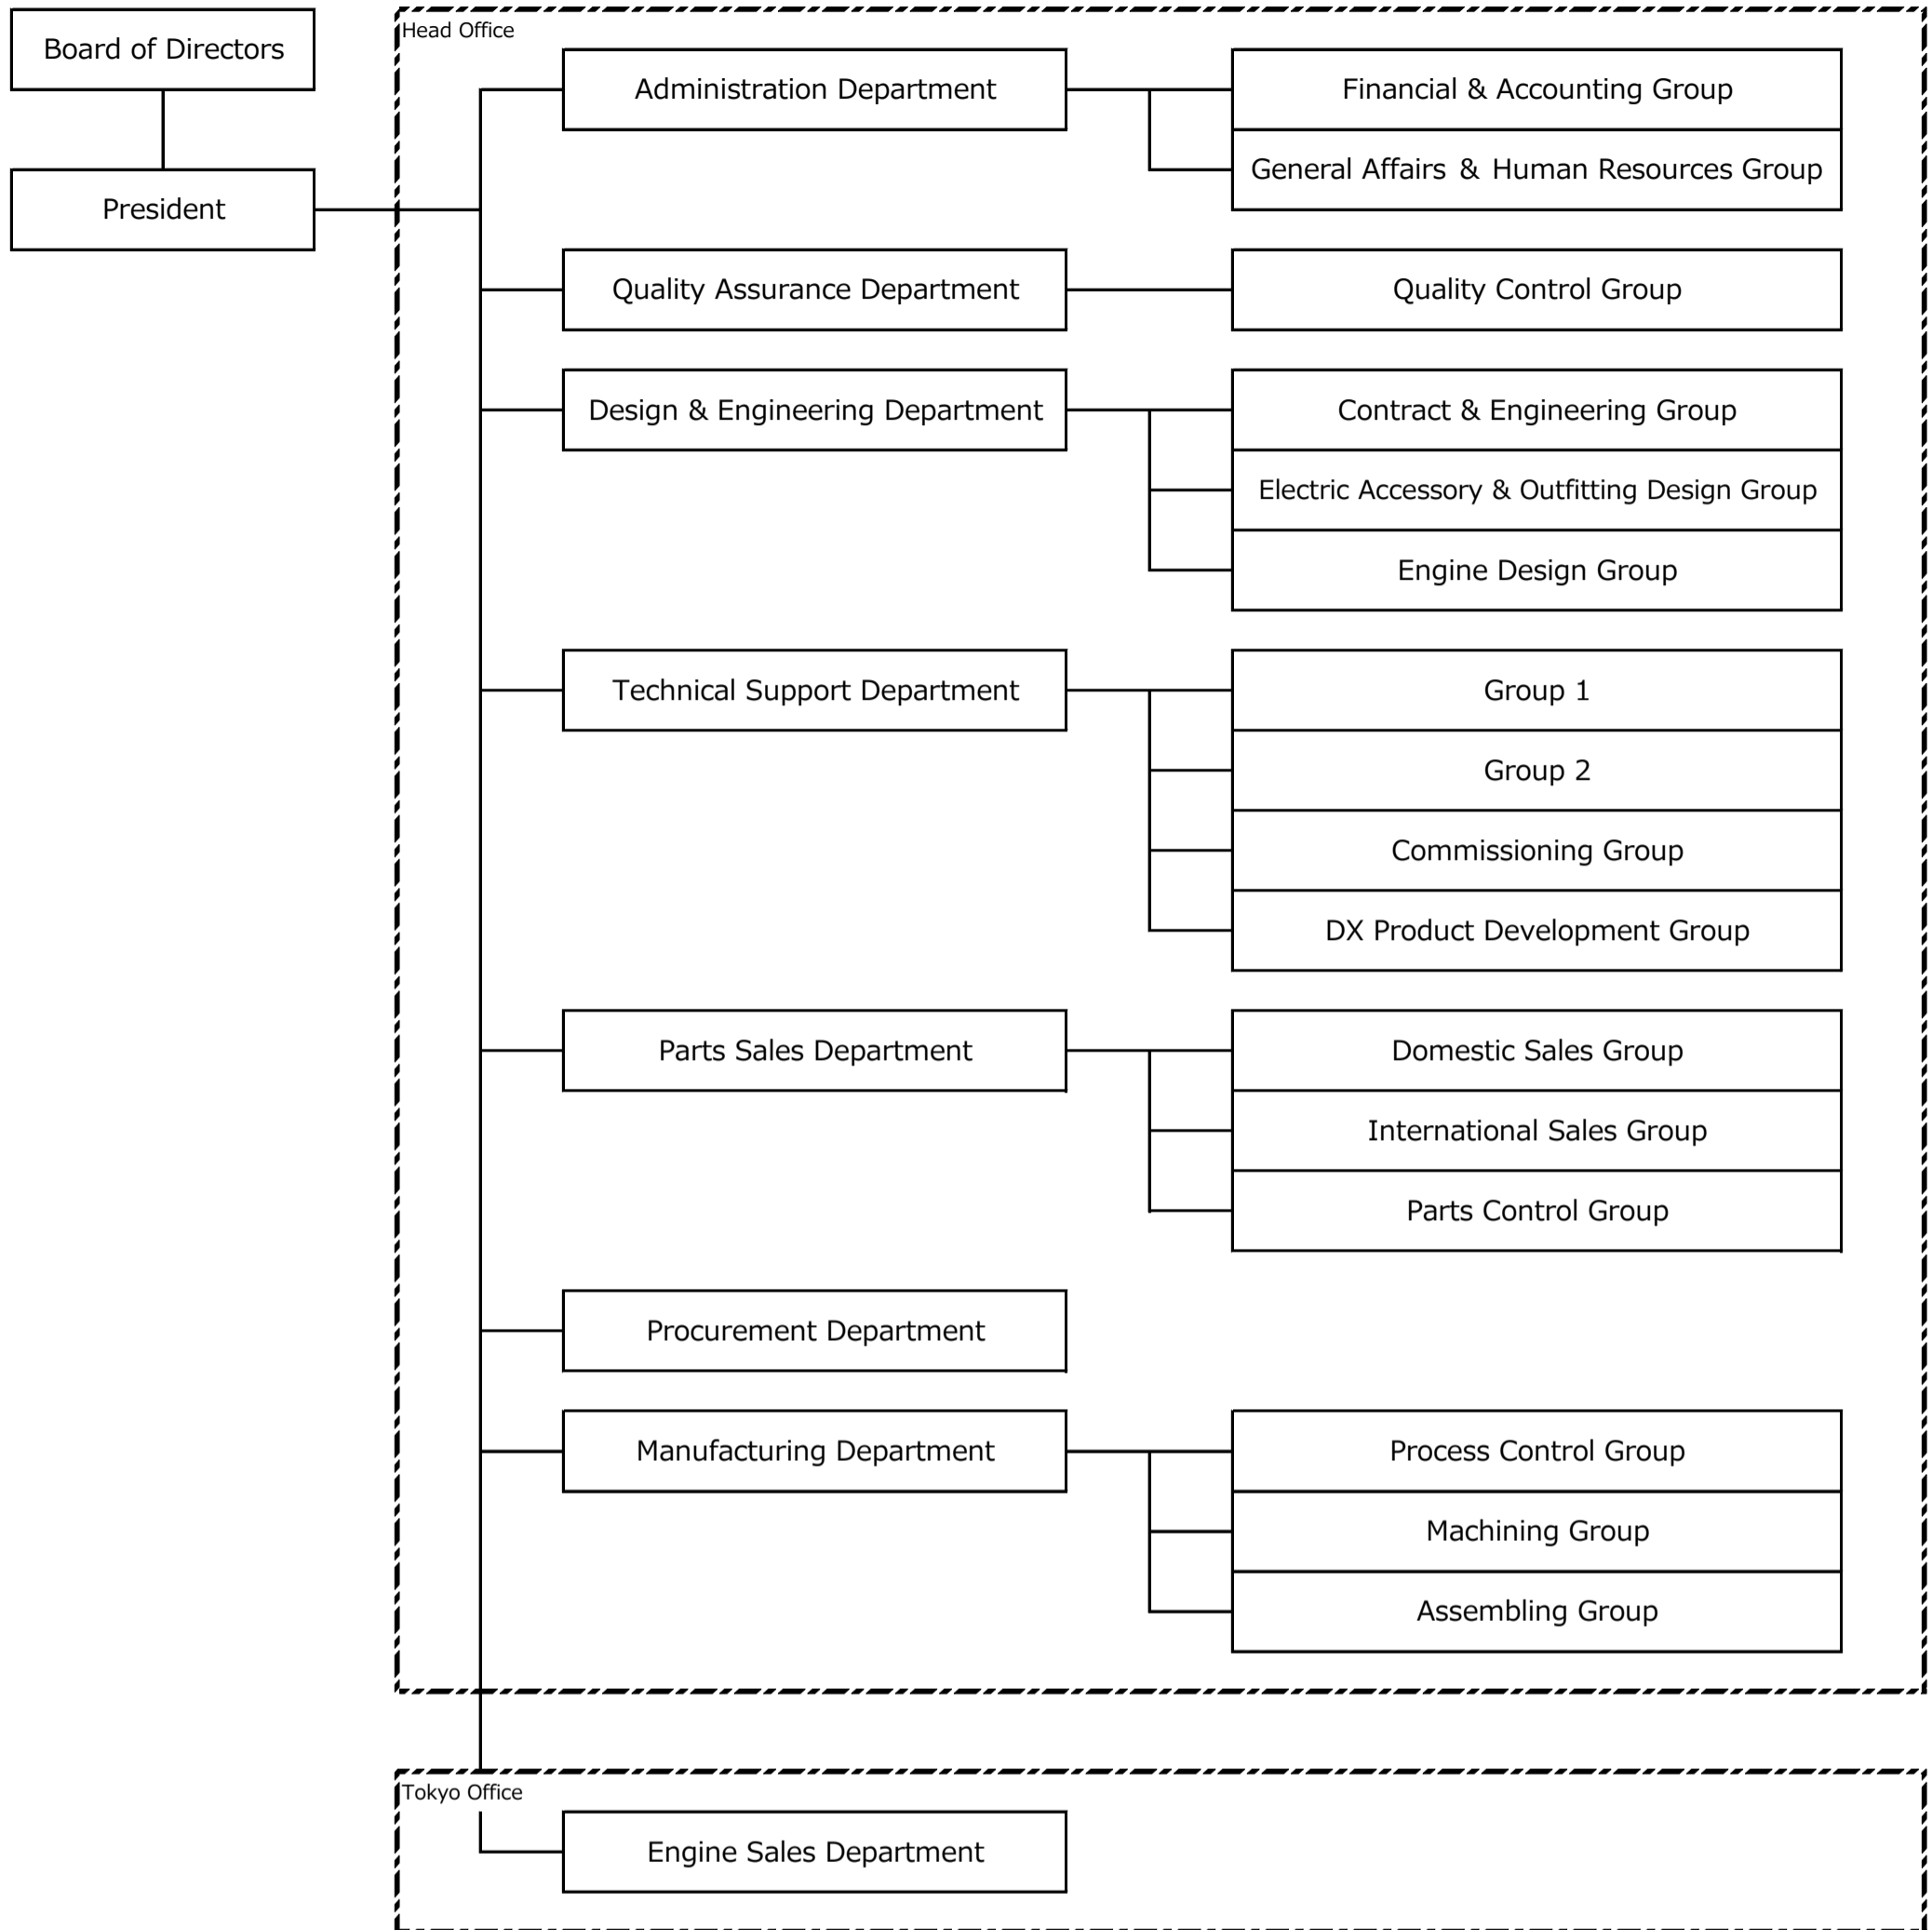 Board of Directors
President
Head Office
Administration Department
Financial & Accounting Group
General Affairs & Human Resources Group
Quality Assurance Department
Quality Control Group
Design & Engineering Department
Contract & Engineering Group
Electric Accessory & Outfitting Design Group
Engine Design Group
Technical Support Department
Group 1
Group 2
Commissioning Group
DX Product Development Group
Parts Sales Department
Domestic Sales Group
International Sales Group
Parts Control Group
Procurement Department
Manufacturing Department
Process Control Group
Machining Group
Assembling Group
Tokyo Office
Engine Sales Department